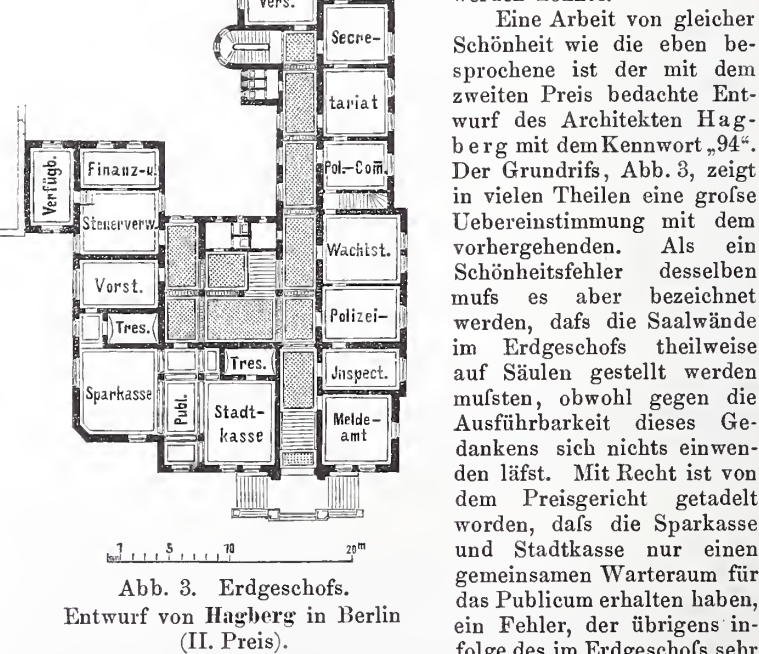 Vers.
Secre-
tariat
Pol.-Com.
Verfügb.
Finanz-u.
Steuerverw.
Wachtst.
Vorst.
Polizei-
Tres.
Tres.
Inspect.
Sparkasse
Publ.
Stadt-
kasse
Melde-
amt
1 5 10 20m
Abb. 3. Erdgeschofs.
Entwurf von Hagberg in Berlin
(II. Preis).
Eine Arbeit von gleicher
Schönheit wie die eben be-
sprochene ist der mit dem
zweiten Preis bedachte Ent-
wurf des Architekten Hag-
berg mit dem Kennwort „94“.
Der Grundrifs, Abb. 3, zeigt
in vielen Theilen eine grofse
Uebereinstimmung mit dem
vorhergehenden. Als ein
Schönheitsfehler desselben
mufs es aber bezeichnet
werden, dafs die Saalwände
im Erdgeschofs theilweise
auf Säulen gestellt werden
mufsten, obwohl gegen die
Ausführbarkeit dieses Ge-
dankens sich nichts einwen-
den läfst. Mit Recht ist von
dem Preisgericht getadelt
worden, dafs die Sparkasse
und Stadtkasse nur einen
gemeinsamen Warteraum für
das Publicum erhalten haben,
ein Fehler, der übrigens in-
folge des im Erdgeschofs sehr